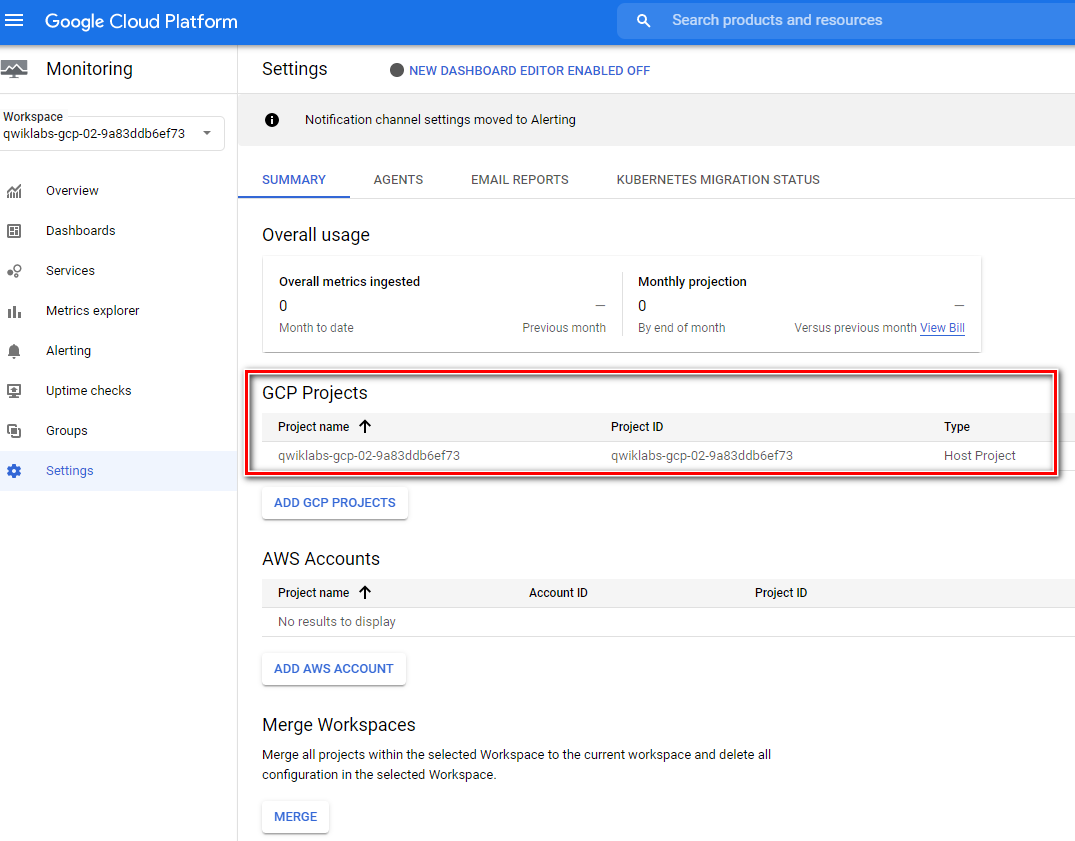 Google Cloud Platform
Search products and resources
Monitoring
Settings
NEW DASHBOARD EDITOR ENABLED OFF
Workspace
qwiklabs-gcp-02-9a83ddb6ef73
Notification channel settings moved to Alerting
Overview
Dashboards
Services
Metrics explorer
Alerting
Uptime checks
Groups
Settings
SUMMARY AGENTS EMAIL REPORTS KUBERNETES MIGRATION STATUS
Overall usage
Overall metrics ingested
0 –
Month to date Previous month
Monthly projection
0 –
By end of month Versus previous month View Bill
GCP Projects
Project name Project ID Type
qwiklabs-gcp-02-9a83ddb6ef73 qwiklabs-gcp-02-9a83ddb6ef73 Host Project
ADD GCP PROJECTS
AWS Accounts
Project name Account ID Project ID
No results to display
ADD AWS ACCOUNT
Merge Workspaces
Merge all projects within the selected Workspace to the current workspace and delete all
configuration in the selected Workspace.
MERGE